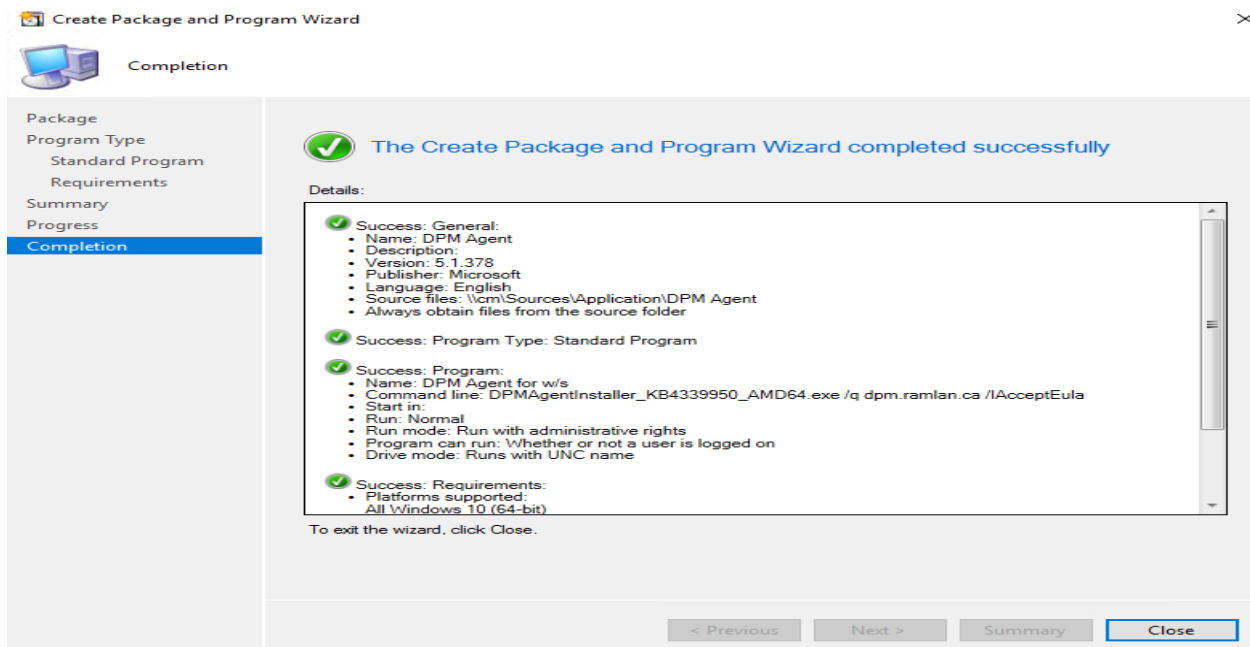 Create Package and Program Wizard
Completion
Package
Program Type
Standard Program
Requirements
Summary
Progress
Completion
The Create Package and Program Wizard completed successfully
Details:
Success: General:
• Name: DPM Agent
• Description:
• Version: 5.1.378
• Publisher: Microsoft
• Language: English
• Source files: \\cm\Sources\Application\DPM Agent
• Always obtain files from the source folder
Success: Program Type: Standard Program
Success: Program:
• Name: DPM Agent for w/s
• Command line: DPMAgentInstaller_KB4339950_AMD64.exe /q dpm.ramlan.ca /IAcceptEula
• Start in:
• Run: Normal
• Run mode: Run with administrative rights
• Program can run: Whether or not a user is logged on
• Drive mode: Runs with UNC name
Success: Requirements:
• Platforms supported:
All Windows 10 (64-bit)
To exit the wizard, click Close.
< Previous
Next >
Summary
Close